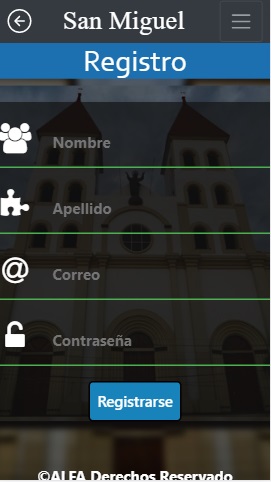 San Miguel
Registro
Nombre
Apellido
@ Correo
Contraseña
Registrarse
©ALFA Derechos Reservado